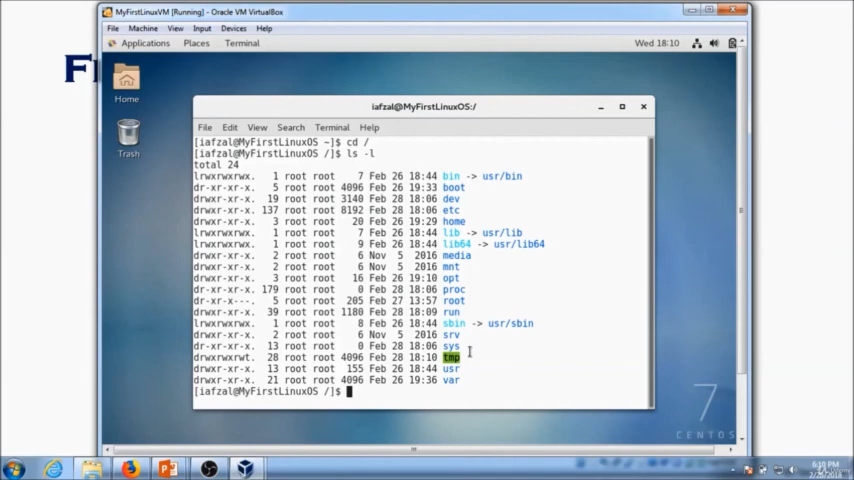 MyFirstLinuxVM [Running] - Oracle VM VirtualBox
File Machine View Input Devices Help
Applications Places Terminal Wed 18:10
Home
Trash
iafzal@MyFirstLinuxOS:/
File Edit View Search Terminal Help
[iafzal@MyFirstLinuxOS ~]$ cd /
[iafzal@MyFirstLinuxOS /]$ ls -l
total 24
lrwxrwxrwx. 1 root root 7 Feb 26 18:44 bin -> usr/bin
dr-xr-xr-x. 5 root root 4096 Feb 26 19:33 boot
drwxr-xr-x. 19 root root 3140 Feb 28 18:06 dev
drwxr-xr-x. 137 root root 8192 Feb 28 18:06 etc
drwxr-xr-x. 3 root root 20 Feb 26 19:29 home
lrwxrwxrwx. 1 root root 7 Feb 26 18:44 lib -> usr/lib
lrwxrwxrwx. 1 root root 9 Feb 26 18:44 lib64 -> usr/lib64
drwxr-xr-x. 2 root root 6 Nov 5 2016 media
drwxr-xr-x. 2 root root 6 Nov 5 2016 mnt
drwxr-xr-x. 3 root root 16 Feb 26 19:10 opt
dr-xr-xr-x. 179 root root 0 Feb 28 18:06 proc
dr-xr-x---. 5 root root 205 Feb 27 13:57 root
drwxr-xr-x. 39 root root 1180 Feb 28 18:09 run
lrwxrwxrwx. 1 root root 8 Feb 26 18:44 sbin -> usr/sbin
drwxr-xr-x. 2 root root 6 Nov 5 2016 srv
dr-xr-xr-x. 13 root root 0 Feb 28 18:06 sys
drwxrwxrwt. 28 root root 4096 Feb 28 18:10 tmp
drwxr-xr-x. 13 root root 155 Feb 26 18:44 usr
drwxr-xr-x. 21 root root 4096 Feb 26 19:36 var
[iafzal@MyFirstLinuxOS /]$
7
CENTOS